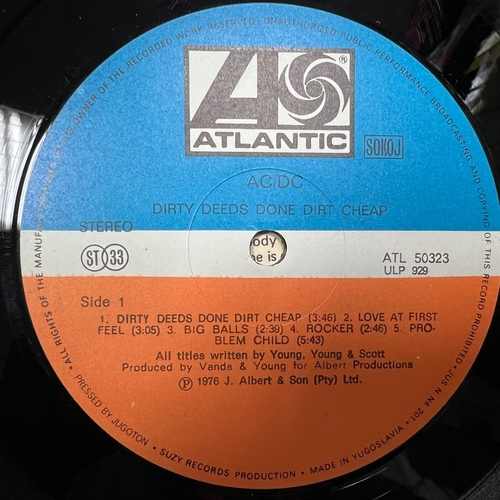 ALL RIGHTS OF THE MANUFACTURER AND OF THE OWNER OF THE RECORDED WORK RESERVED • UNAUTHORIZED PUBLIC PERFORMANCE BROADCASTING AND COPYING OF THIS RECORD PROHIBITED •
®
ATLANTIC
SOKOJ
AC/DC
DIRTY DEEDS DONE DIRT CHEAP
STEREO
ST 33
ody
be is
ATL 50323
ULP 929
Side 1
1. DIRTY DEEDS DONE DIRT CHEAP (3:46) 2. LOVE AT FIRST
FEEL (3:05) 3. BIG BALLS (2:39) 4. ROCKER (2:46) 5. PRO-
BLEM CHILD (5:43)
All titles written by Young, Young & Scott
Produced by Vanda & Young for Albert Productions
Ⓟ 1976 J. Albert & Son (Pty) Ltd.
PRESSED BY JUGOTON • SUZY RECORDS PRODUCTION • MADE IN YUGOSLAVIA •